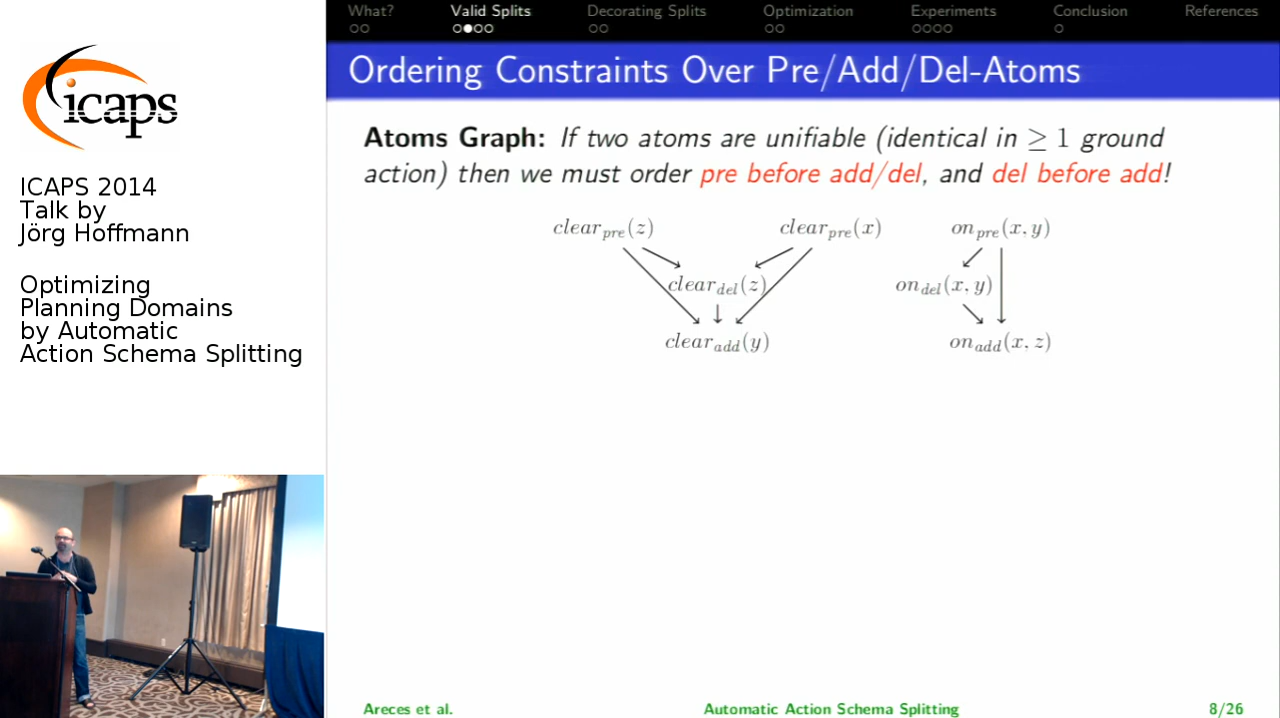 icaps
ICAPS 2014
Talk by
Jörg Hoffmann
Optimizing
Planning Domains
by Automatic
Action Schema Splitting
What? Valid Splits Decorating Splits Optimization Experiments Conclusion References
Ordering Constraints Over Pre/Add/Del-Atoms
Atoms Graph: If two atoms are unifiable (identical in ≥ 1 ground
action) then we must order pre before add/del, and del before add!
clear_pre(z) clear_pre(x) on_pre(x, y)
clear_del(z) on_del(x, y)
clear_add(y) on_add(x, z)
Areces et al. Automatic Action Schema Splitting 8/26